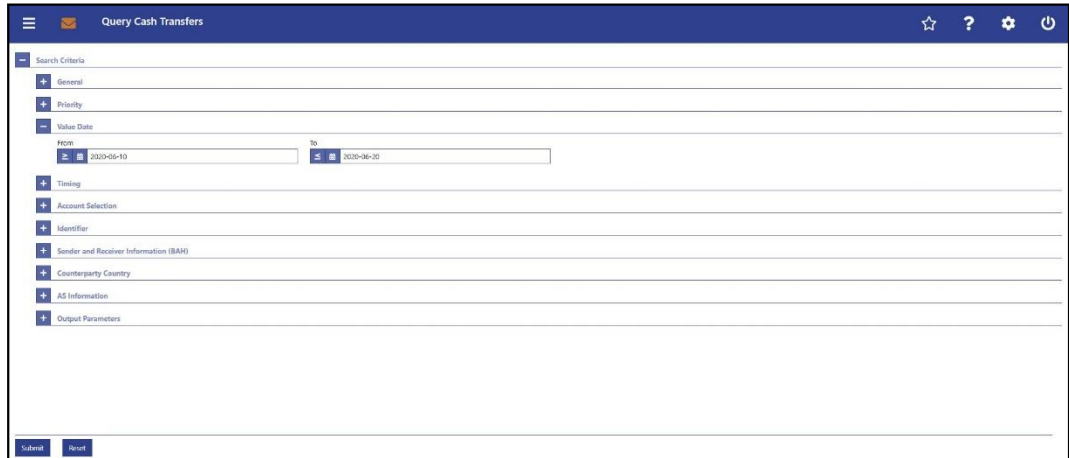 Query Cash Transfers
?
Search Criteria
General
Priority
Value Date
From To
≥ 2020-06-10 ≤ 2020-06-20
Timing
Account Selection
Identifier
Sender and Receiver Information (BAH)
Counterparty Country
AS Information
Output Parameters
Submit Reset